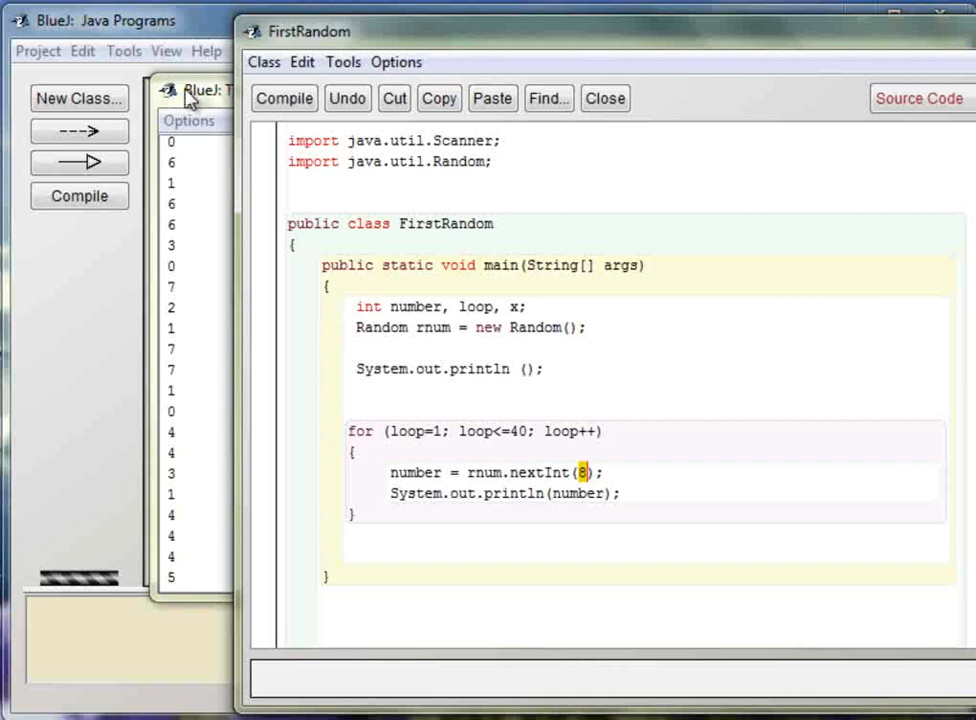 BlueJ: Java Programs
Project Edit Tools View Help
New Class...
Compile
BlueJ: T
Options
0
6
1
6
6
3
0
7
2
1
7
7
1
0
4
4
3
1
4
4
4
5
FirstRandom
Class Edit Tools Options
Compile Undo Cut Copy Paste Find... Close Source Code
import java.util.Scanner;
import java.util.Random;
public class FirstRandom
{
public static void main(String[] args)
{
int number, loop, x;
Random rnum = new Random();
System.out.println ();
for (loop=1; loop<=40; loop++)
{
number = rnum.nextInt(8);
System.out.println(number);
}
}